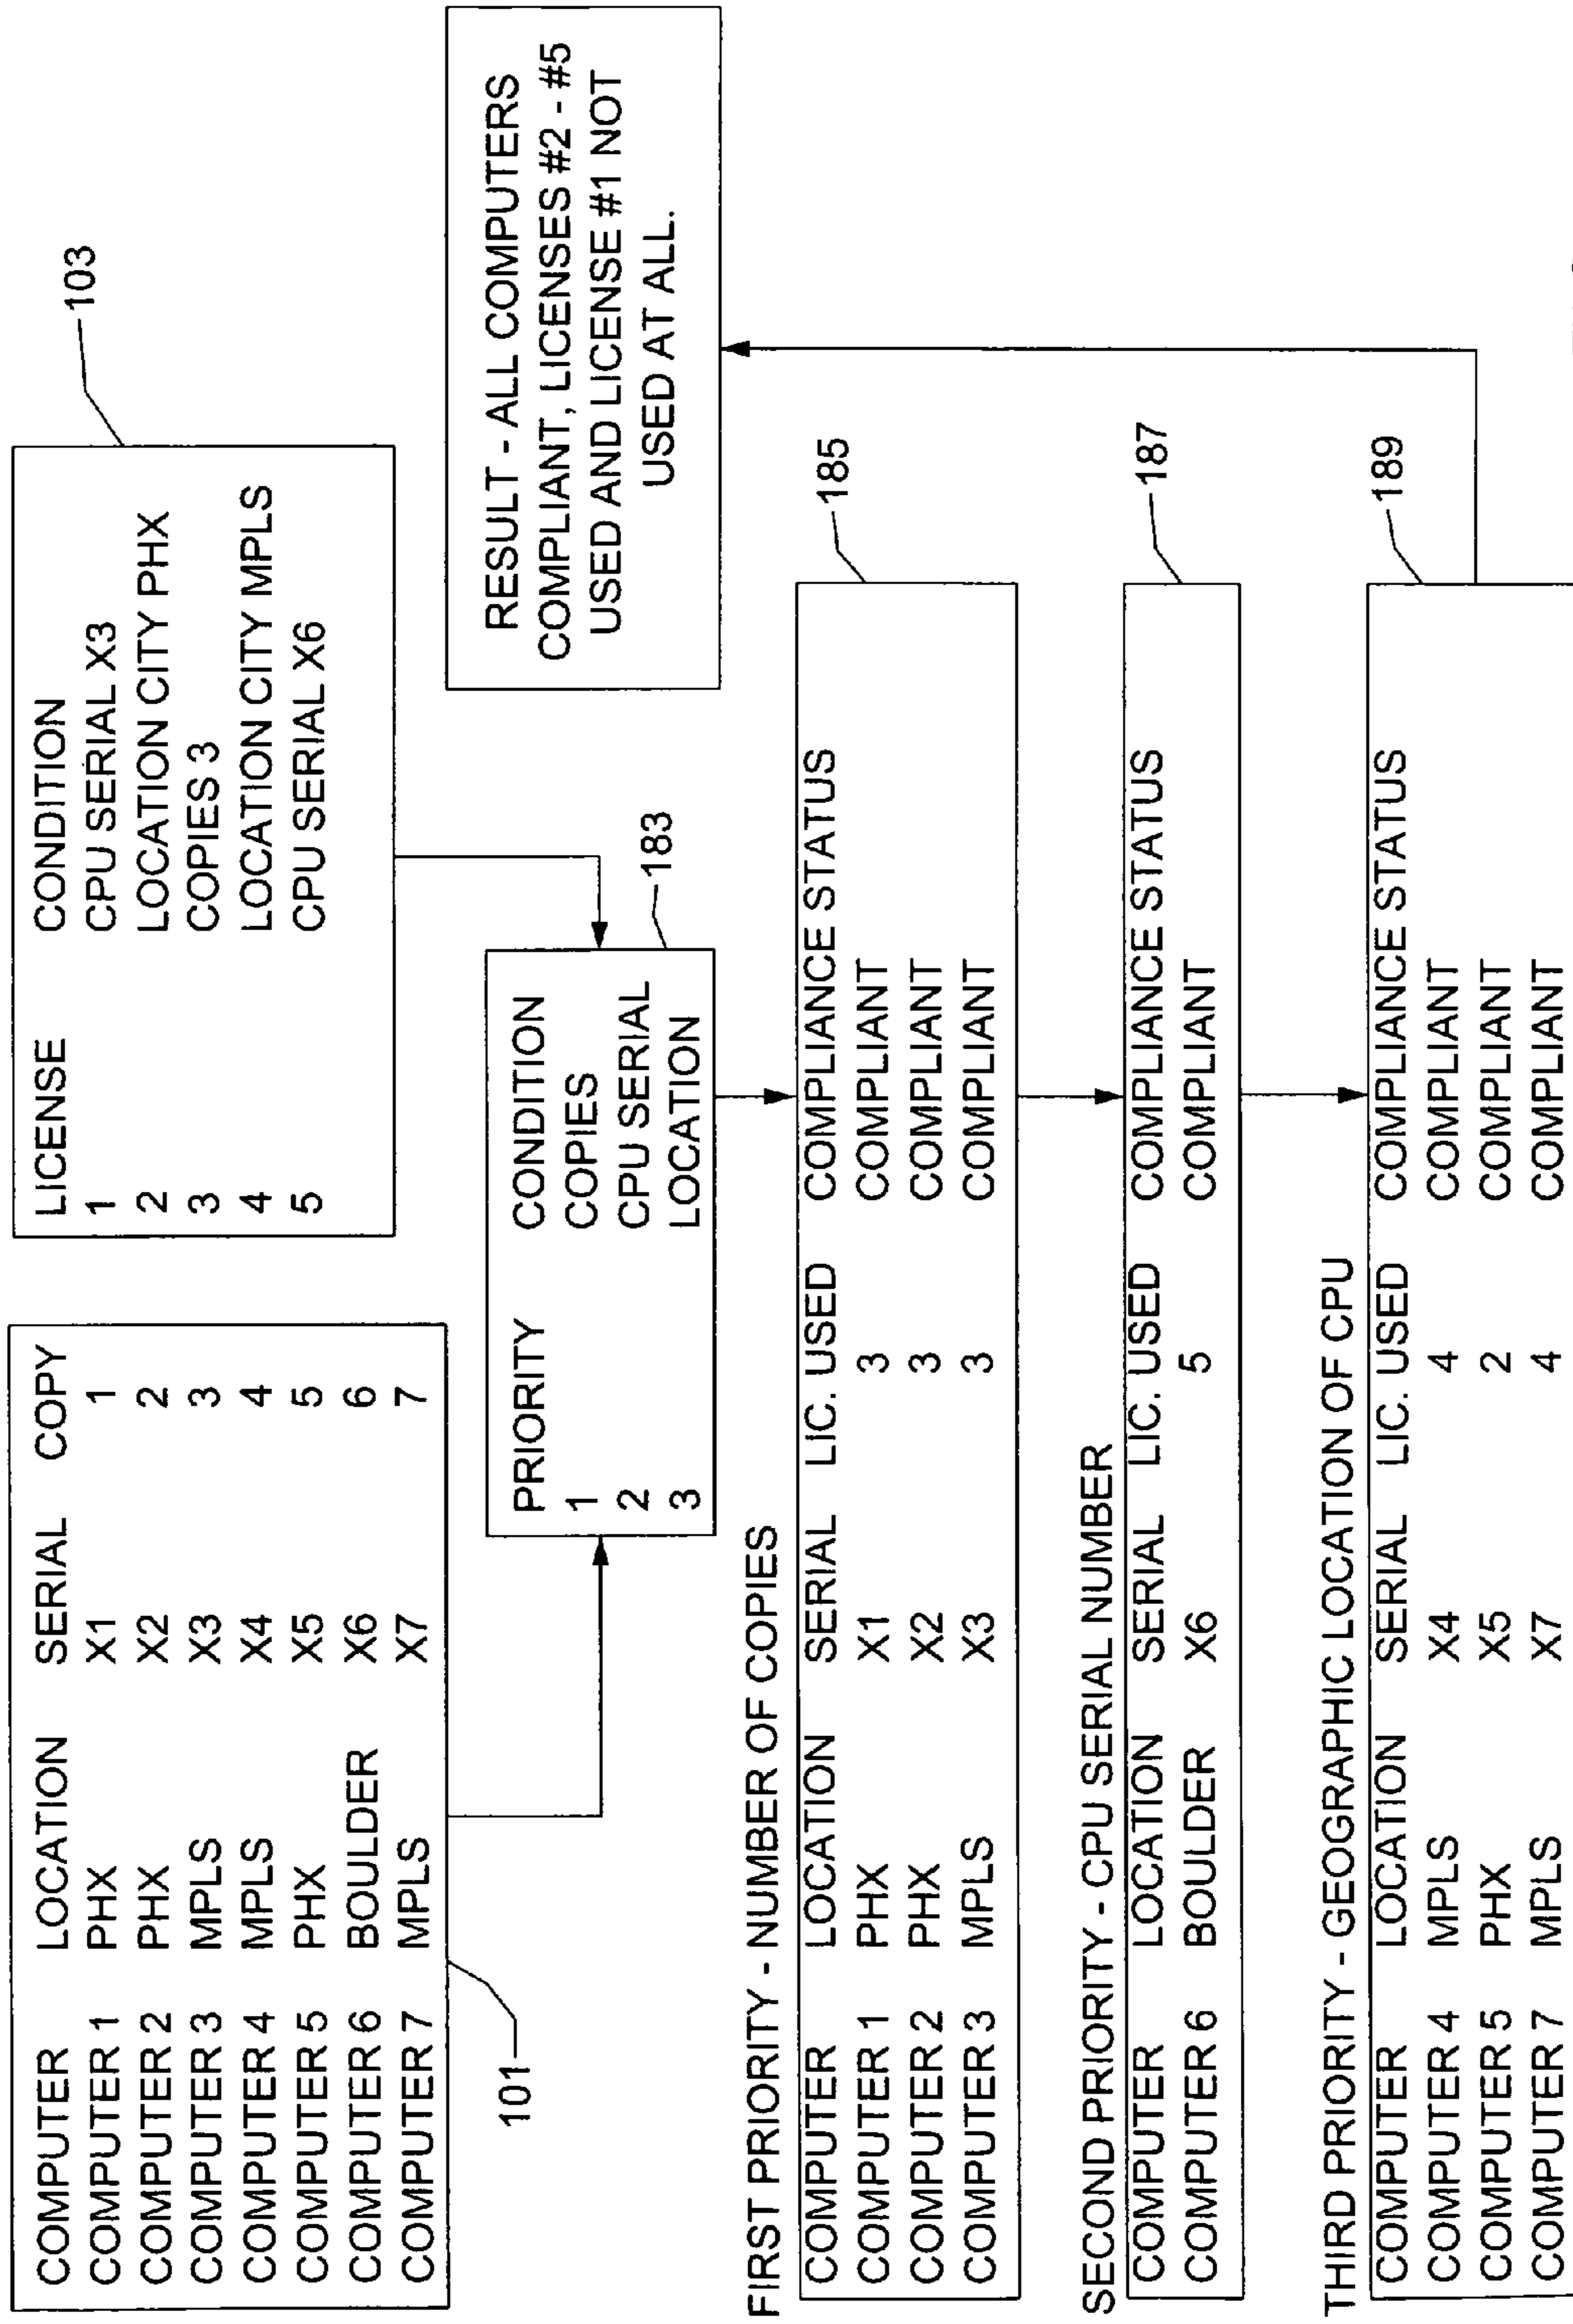 COMPUTER LOCATION SERIAL COPY
COMPUTER 1 PHX X1 1
COMPUTER 2 PHX X2 2
COMPUTER 3 MPLS X3 3
COMPUTER 4 MPLS X4 4
COMPUTER 5 PHX X5 5
COMPUTER 6 BOULDER X6 6
COMPUTER 7 MPLS X7 7
101
LICENSE CONDITION
1 CPU SERIAL X3
2 LOCATION CITY PHX
3 COPIES 3
4 LOCATION CITY MPLS
5 CPU SERIAL X6
103
PRIORITY CONDITION
1 COPIES
2 CPU SERIAL
3 LOCATION
183
RESULT - ALL COMPUTERS
COMPLIANT, LICENSES #2 - #5
USED AND LICENSE #1 NOT
USED AT ALL.
FIRST PRIORITY - NUMBER OF COPIES
COMPUTER LOCATION SERIAL LIC. USED COMPLIANCE STATUS
COMPUTER 1 PHX X1 3 COMPLIANT
COMPUTER 2 PHX X2 3 COMPLIANT
COMPUTER 3 MPLS X3 3 COMPLIANT
185
SECOND PRIORITY - CPU SERIAL NUMBER
COMPUTER LOCATION SERIAL LIC. USED COMPLIANCE STATUS
COMPUTER 6 BOULDER X6 5 COMPLIANT
187
THIRD PRIORITY - GEOGRAPHIC LOCATION OF CPU
COMPUTER LOCATION SERIAL LIC. USED COMPLIANCE STATUS
COMPUTER 4 MPLS X4 4 COMPLIANT
COMPUTER 5 PHX X5 2 COMPLIANT
COMPUTER 7 MPLS X7 4 COMPLIANT
189